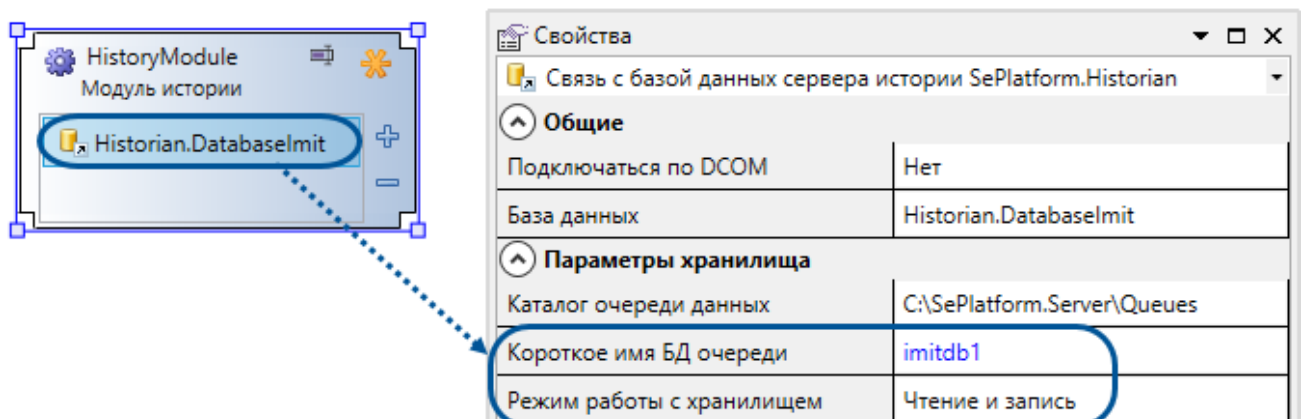 HistoryModule
Модуль истории
Historian.DatabaseImit
Свойства
Связь с базой данных сервера истории SePlatform.Historian
Общие
Подключаться по DCOM Нет
База данных Historian.DatabaseImit
Параметры хранилища
Каталог очереди данных C:\SePlatform.Server\Queues
Короткое имя БД очереди imitdb1
Режим работы с хранилищем Чтение и запись